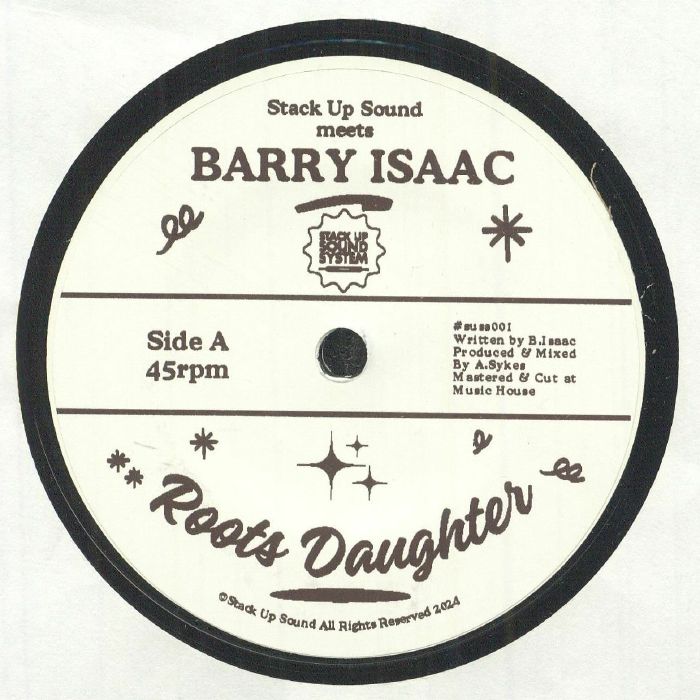 Stack Up Sound
meets
BARRY ISAAC
STACK UP
SOUND
SYSTEM
Side A
45rpm
#suss001
Written by B.Isaac
Produced & Mixed
By A.Sykes
Mastered & Cut at
Music House
Roots Daughter
©Stack Up Sound All Rights Reserved 2024